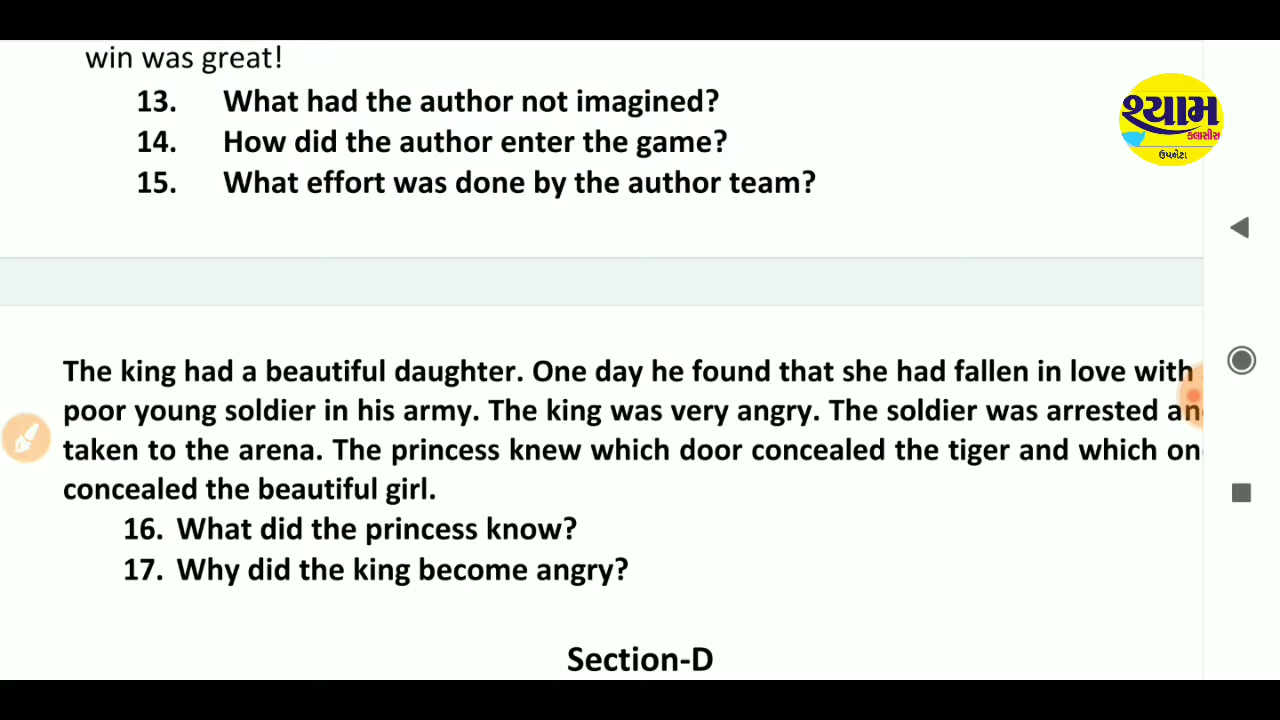 win was great!
શ્યામ
કલાસીસ
ઉપલેટા
13. What had the author not imagined?
14. How did the author enter the game?
15. What effort was done by the author team?
The king had a beautiful daughter. One day he found that she had fallen in love with
poor young soldier in his army. The king was very angry. The soldier was arrested
taken to the arena. The princess knew which door concealed the tiger and which
concealed the beautiful girl.
16. What did the princess know?
17. Why did the king become angry?
Section-D